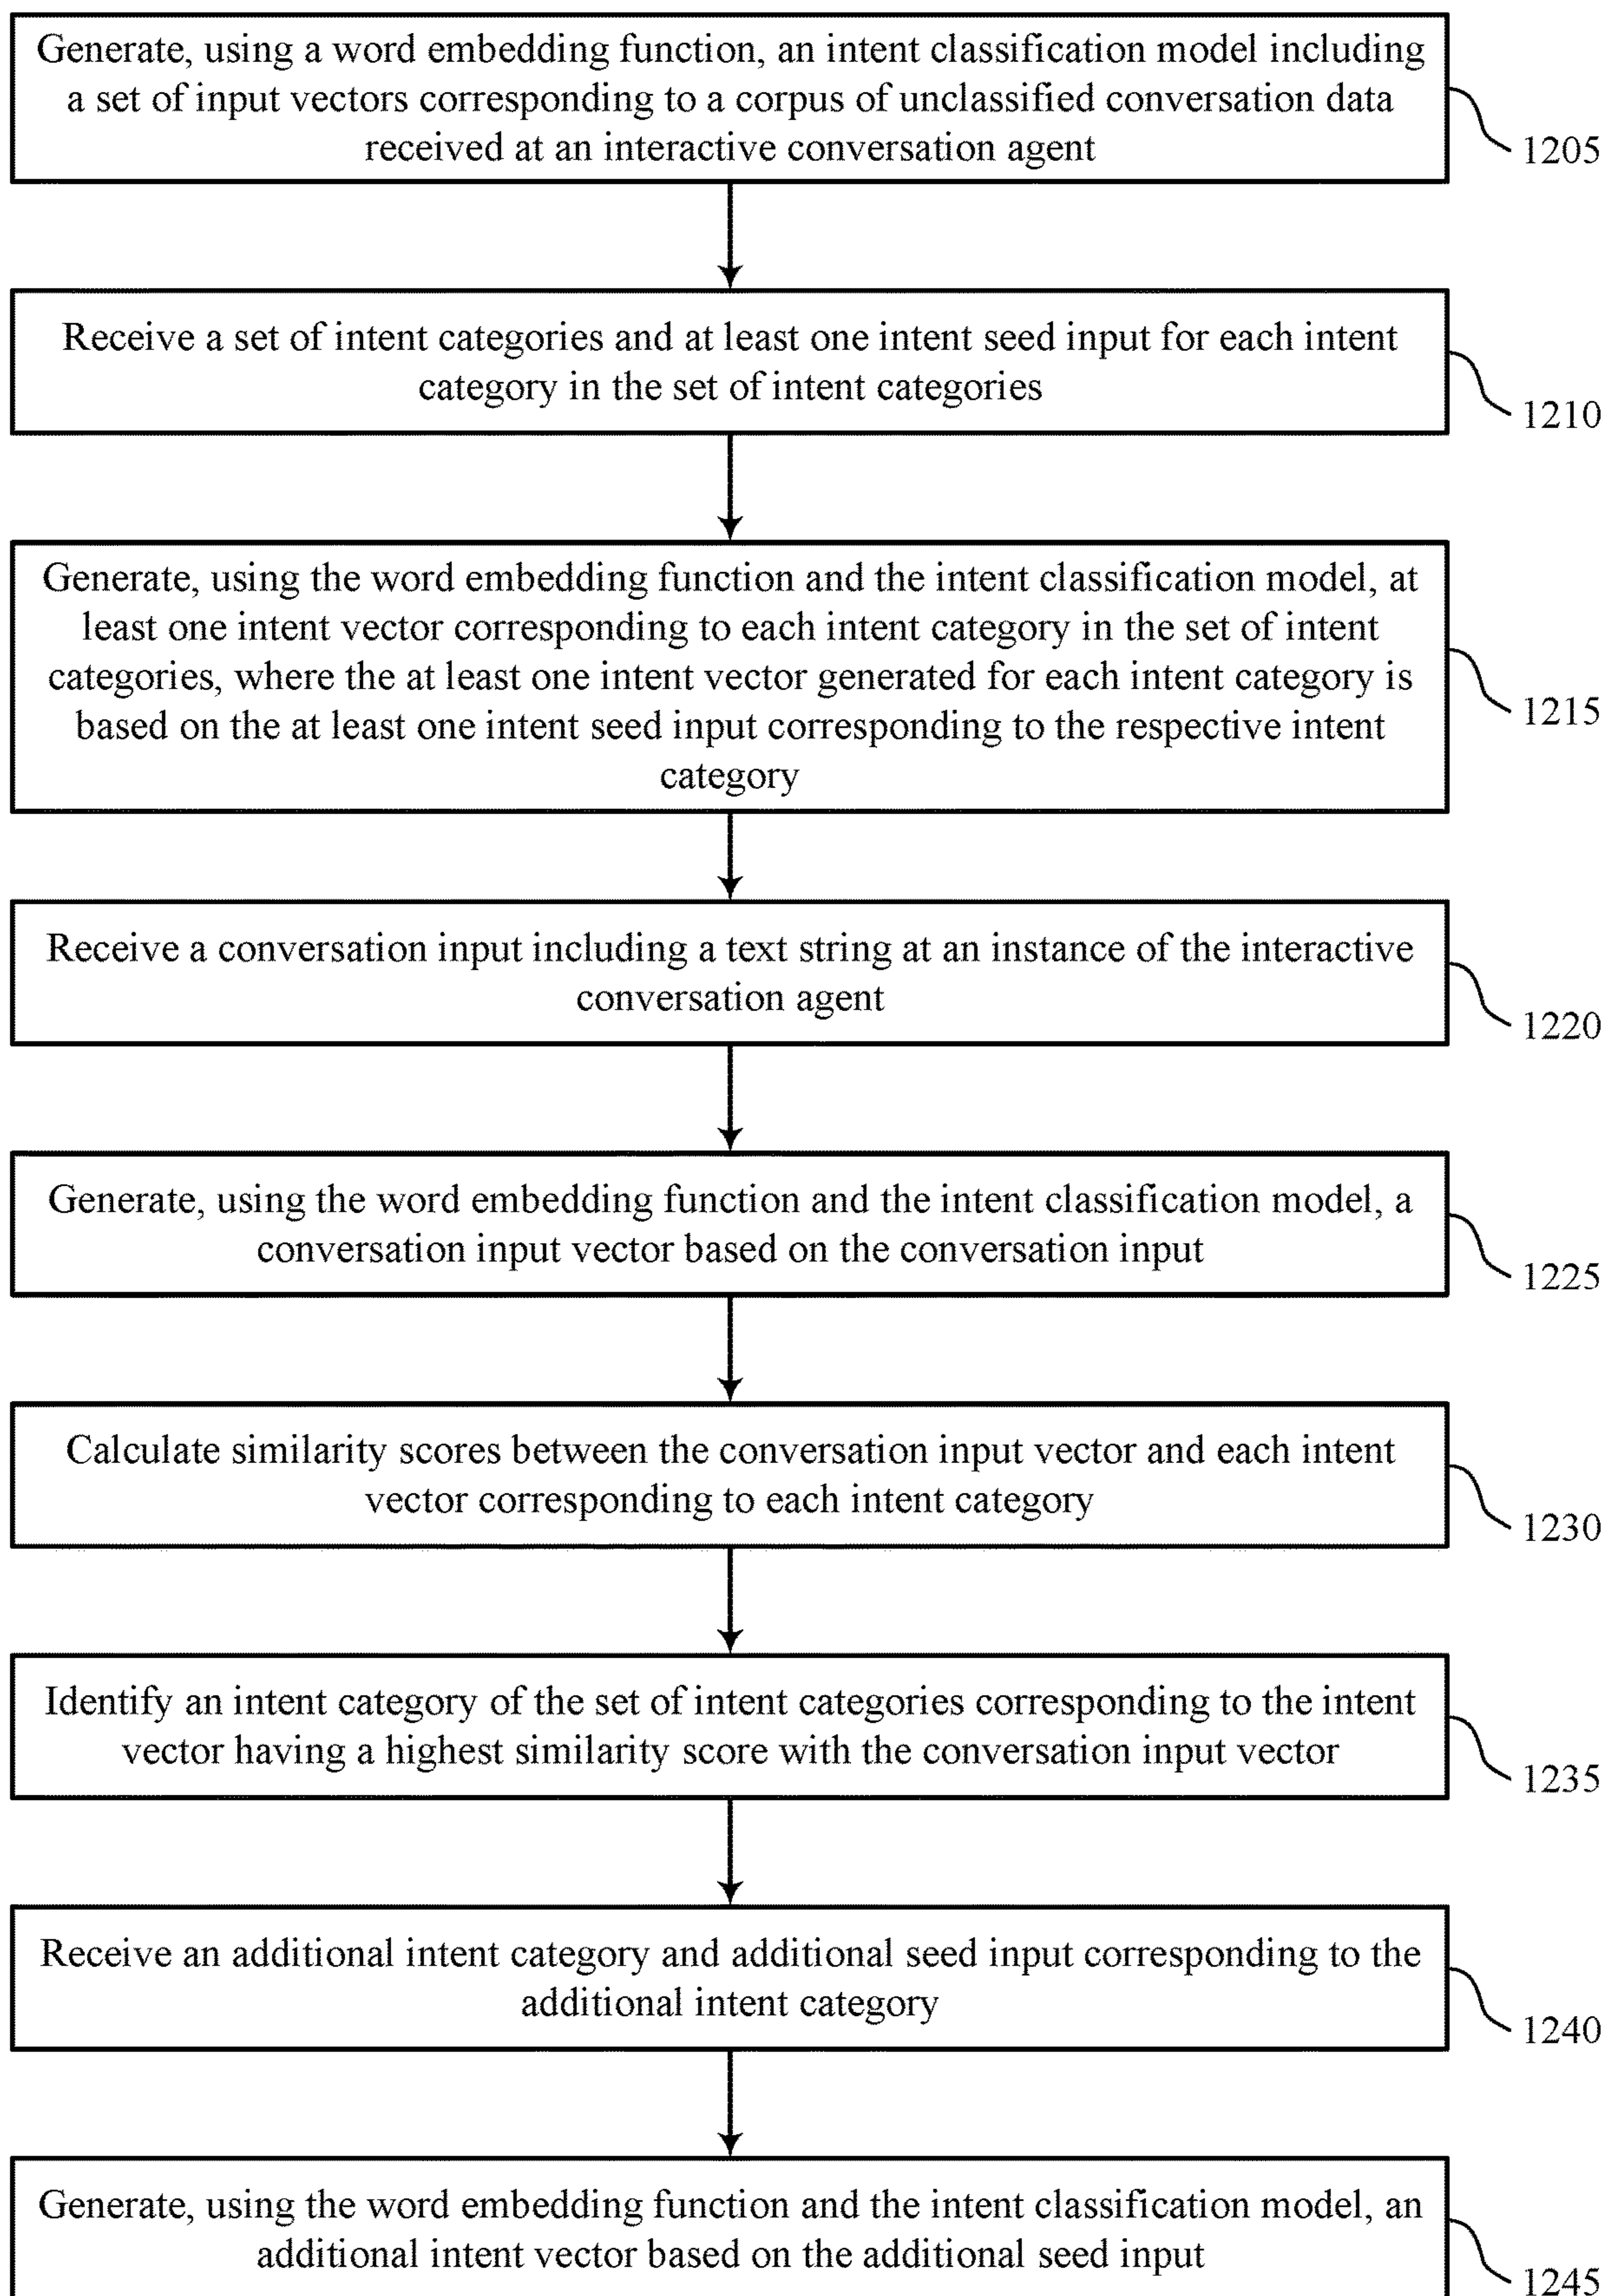 Generate, using a word embedding function, an intent classification model including
a set of input vectors corresponding to a corpus of unclassified conversation data
received at an interactive conversation agent
1205
Receive a set of intent categories and at least one intent seed input for each intent
category in the set of intent categories
1210
Generate, using the word embedding function and the intent classification model, at
least one intent vector corresponding to each intent category in the set of intent
categories, where the at least one intent vector generated for each intent category is
based on the at least one intent seed input corresponding to the respective intent
category
1215
Receive a conversation input including a text string at an instance of the interactive
conversation agent
1220
Generate, using the word embedding function and the intent classification model, a
conversation input vector based on the conversation input
1225
Calculate similarity scores between the conversation input vector and each intent
vector corresponding to each intent category
1230
Identify an intent category of the set of intent categories corresponding to the intent
vector having a highest similarity score with the conversation input vector
1235
Receive an additional intent category and additional seed input corresponding to the
additional intent category
1240
Generate, using the word embedding function and the intent classification model, an
additional intent vector based on the additional seed input
1245